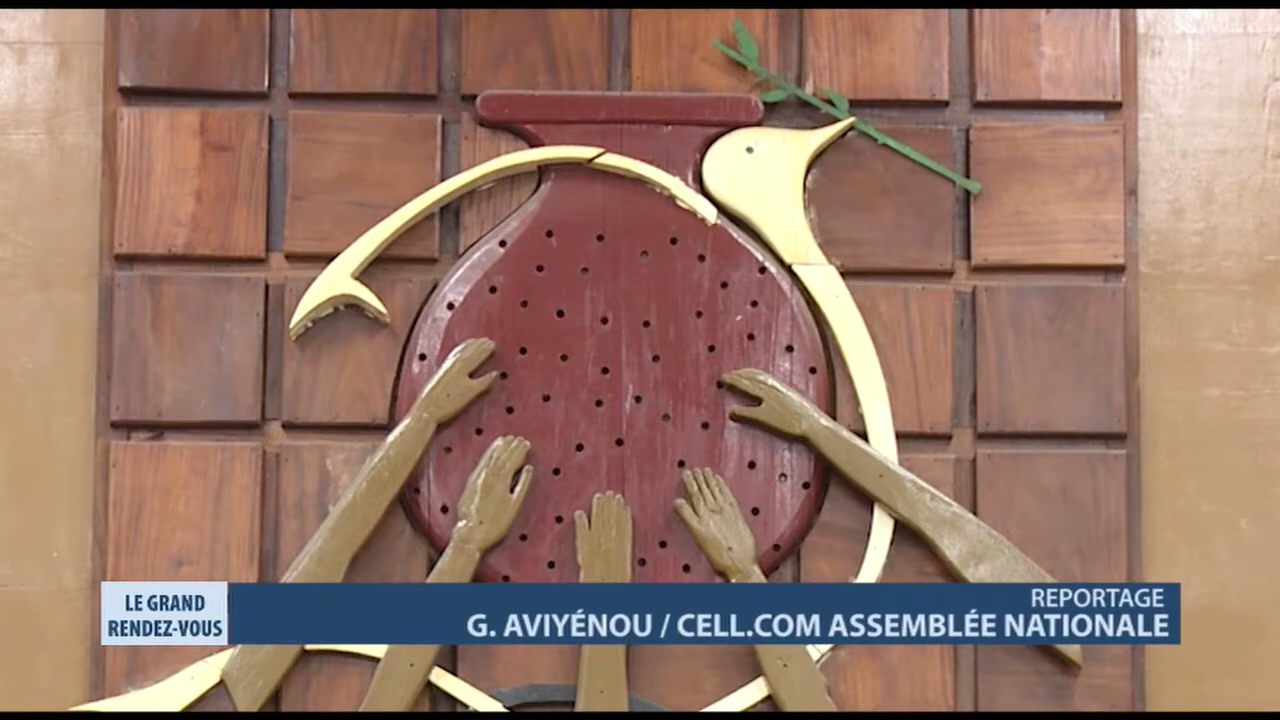 LE GRAND
RENDEZ-VOUS
REPORTAGE
G. AVIYÉNOU / CELL.COM ASSEMBLÉE NATIONALE